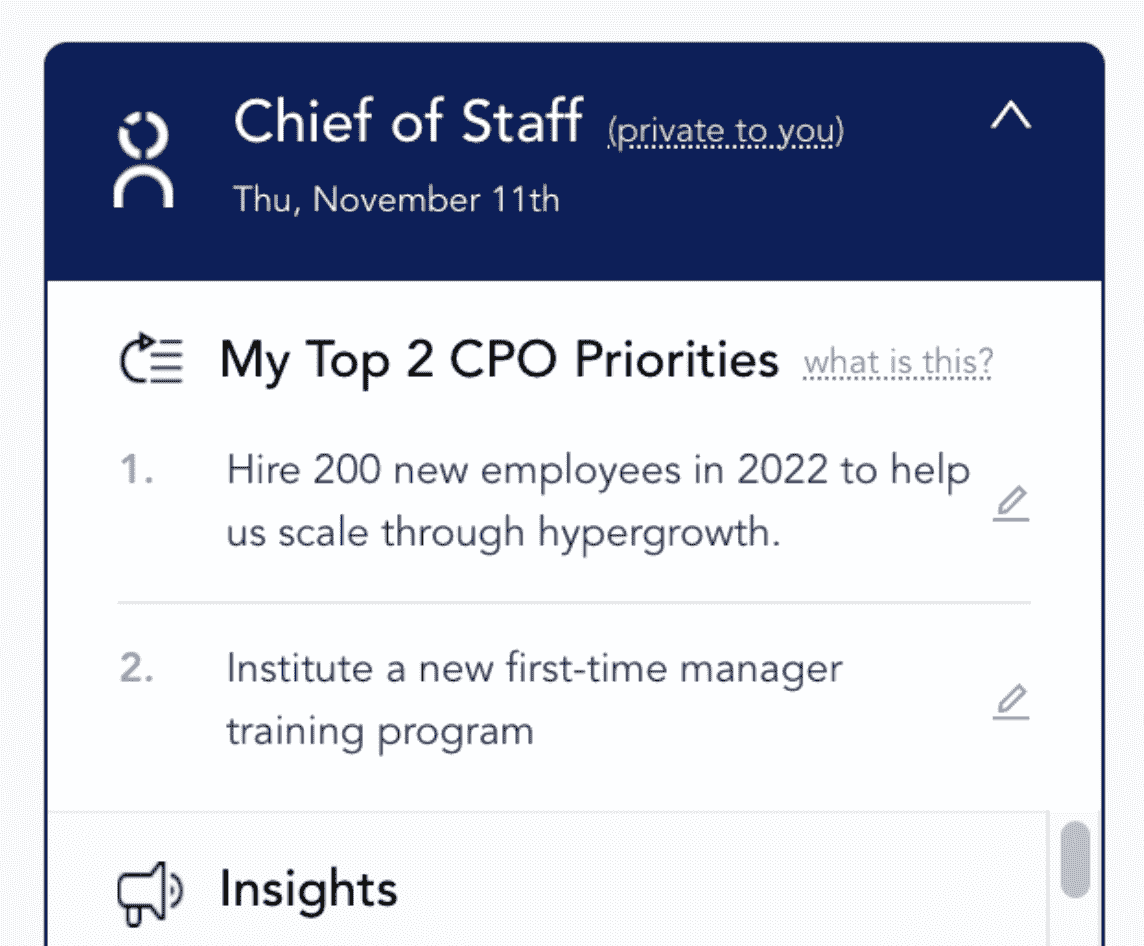 Chief of Staff (private to you)
Thu, November 11th
My Top 2 CPO Priorities what is this?
1. Hire 200 new employees in 2022 to help
us scale through hypergrowth.
2. Institute a new first-time manager
training program
Insights